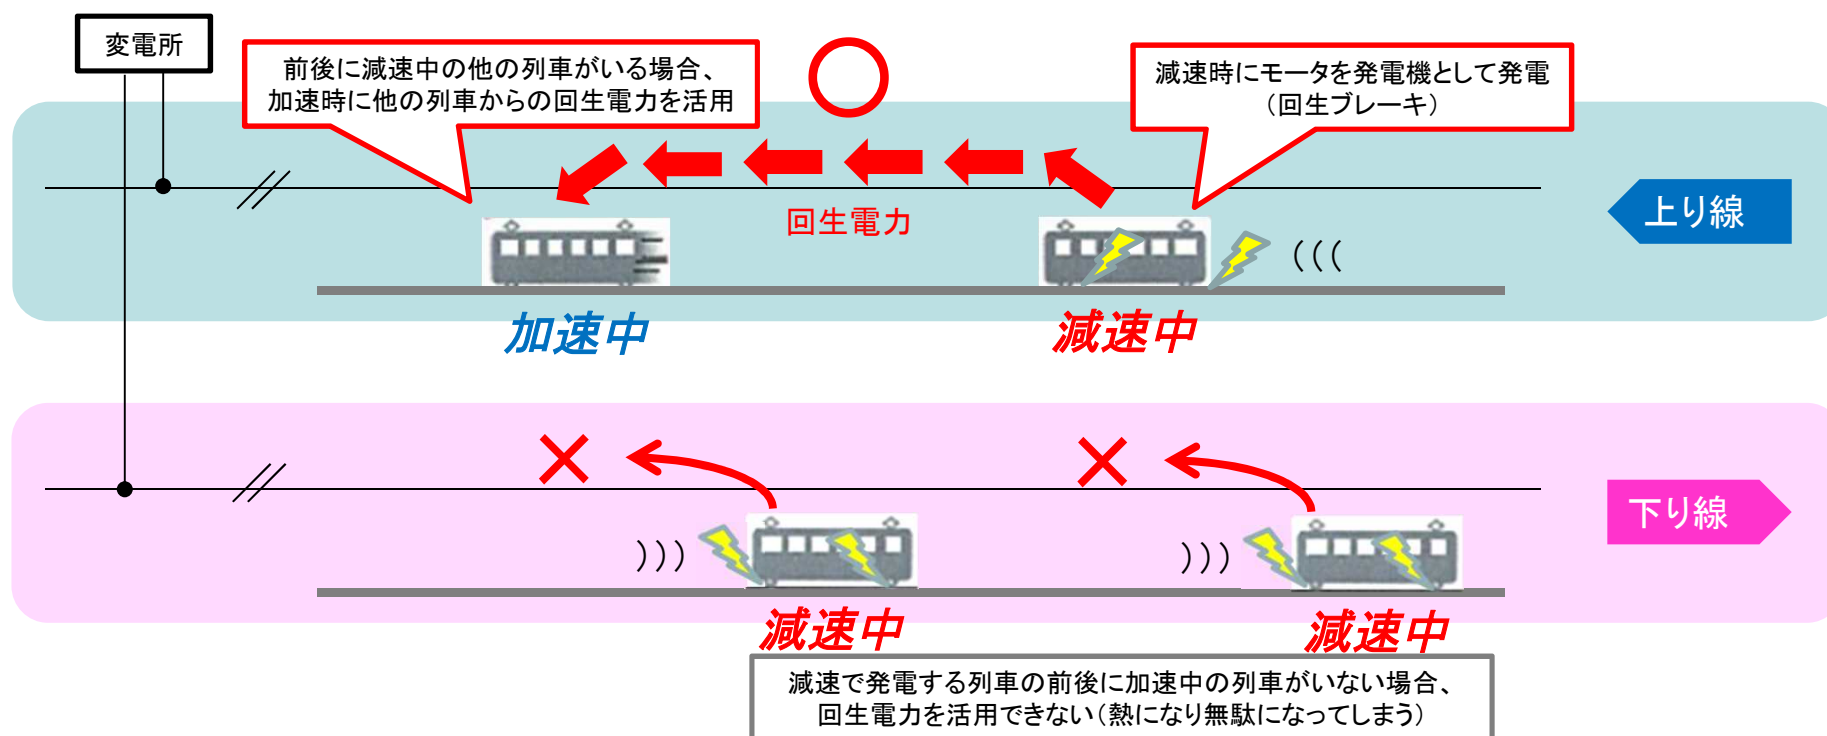 変電所
前後に減速中の他の列車がいる場合、
加速時に他の列車からの回生電力を活用
減速時にモータを発電機として発電
(回生ブレーキ)
回生電力
上り線
(((
加速中
減速中
下り線
)))
)))
減速中
減速中
減速で発電する列車の前後に加速中の列車がいない場合、
回生電力を活用できない(熱になり無駄になってしまう)